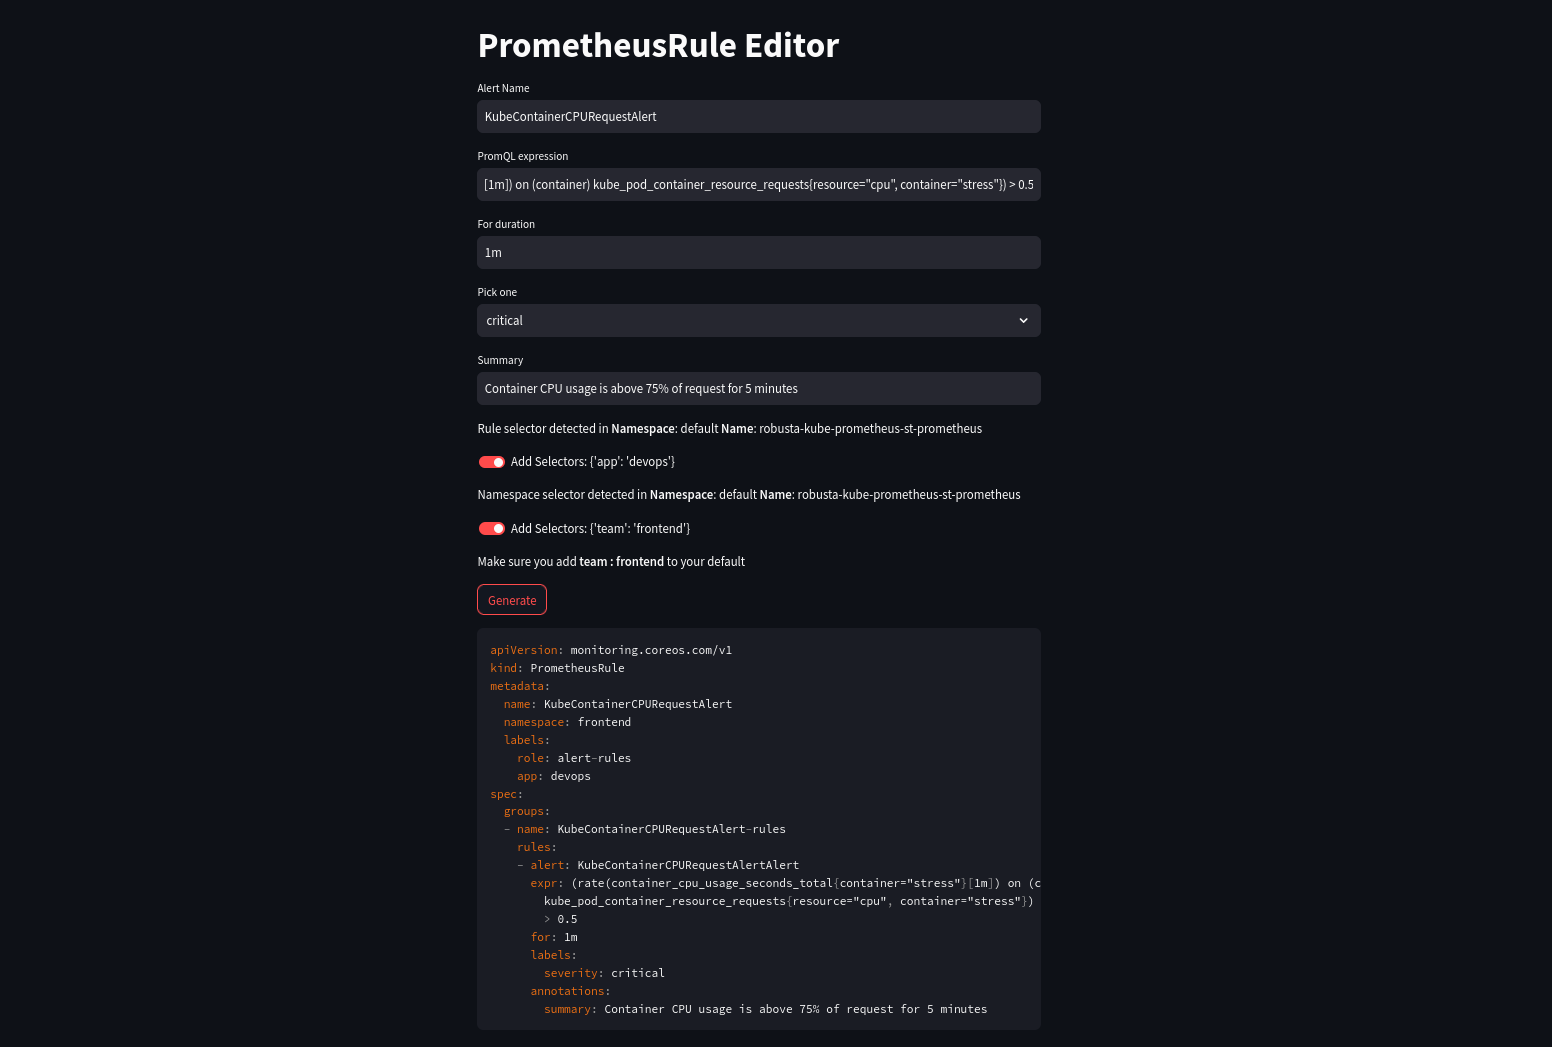 PrometheusRule Editor
Alert Name
KubeContainerCPURequestAlert
PromQL expression
[1m]) on (container) kube_pod_container_resource_requests{resource="cpu", container="stress"}) > 0.5
For duration
1m
Pick one
critical
Summary
Container CPU usage is above 75% of request for 5 minutes
Rule selector detected in Namespace: default Name: robusta-kube-prometheus-st-prometheus
Add Selectors: {'app': 'devops'}
Namespace selector detected in Namespace: default Name: robusta-kube-prometheus-st-prometheus
Add Selectors: {'team': 'frontend'}
Make sure you add team : frontend to your default
Generate
apiVersion: monitoring.coreos.com/v1
kind: PrometheusRule
metadata:
  name: KubeContainerCPURequestAlert
  namespace: frontend
  labels:
    role: alert-rules
    app: devops
spec:
  groups:
  - name: KubeContainerCPURequestAlert-rules
    rules:
    - alert: KubeContainerCPURequestAlertAlert
      expr: (rate(container_cpu_usage_seconds_total{container="stress"}[1m]) on (c
        kube_pod_container_resource_requests{resource="cpu", container="stress"})
        > 0.5
      for: 1m
      labels:
        severity: critical
      annotations:
        summary: Container CPU usage is above 75% of request for 5 minutes